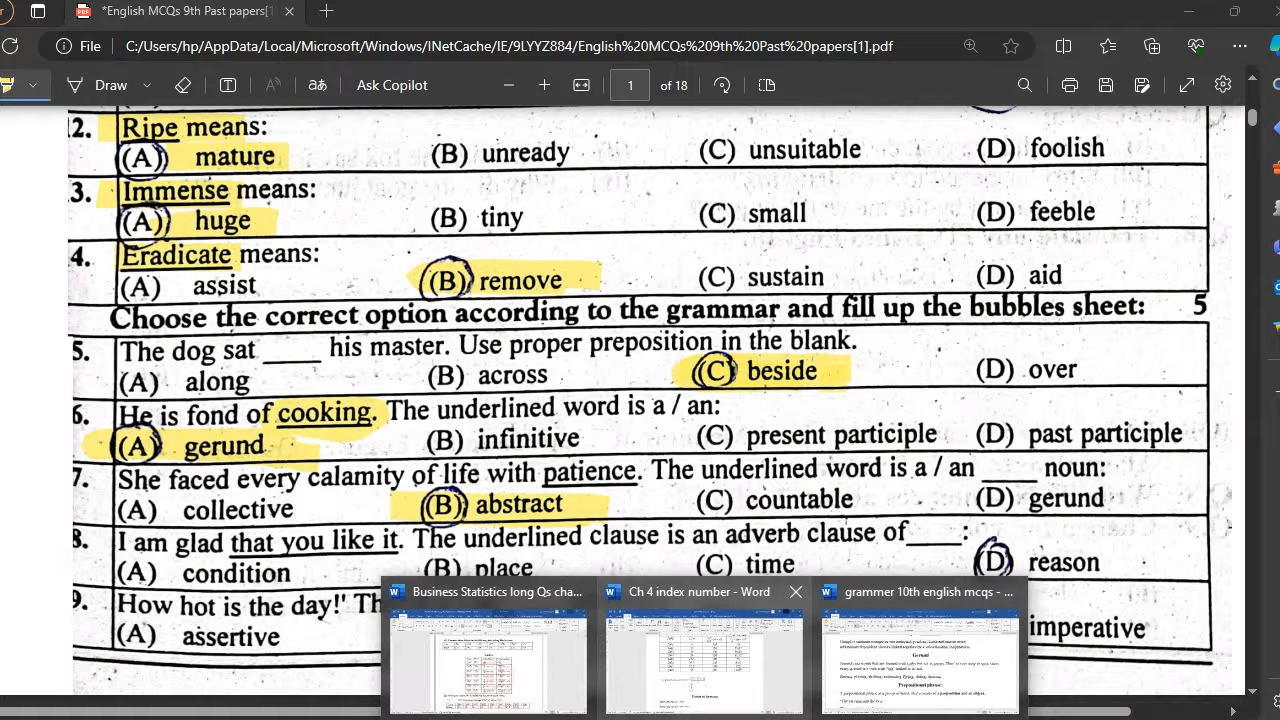 *English MCQs 9th Past papers[1
File C:/Users/hp/AppData/Local/Microsoft/Windows/INetCache/IE/9LYYZ884/English%20MCQs%209th%20Past%20papers[1].pdf
Draw Ask Copilot 1 of 18
2. Ripe means:
(A) mature (B) unready (C) unsuitable (D) foolish
3. Immense means:
(A) huge (B) tiny (C) small (D) feeble
4. Eradicate means:
(A) assist (B) remove (C) sustain (D) aid
Choose the correct option according to the grammar and fill up the bubbles sheet: 5
5. The dog sat ____ his master. Use proper preposition in the blank.
(A) along (B) across (C) beside (D) over
6. He is fond of cooking. The underlined word is a / an:
(A) gerund (B) infinitive (C) present participle (D) past participle
7. She faced every calamity of life with patience. The underlined word is a / an ____ noun:
(A) collective (B) abstract (C) countable (D) gerund
8. I am glad that you like it. The underlined clause is an adverb clause of____:
(A) condition (B) place (C) time (D) reason
9. How hot is the day!' Th
(A) assertive imperative
Business Statistics long Qs cha... Ch 4 index number - Word grammer 10th english mcqs - ...
Gerund
Prepositional phrase: